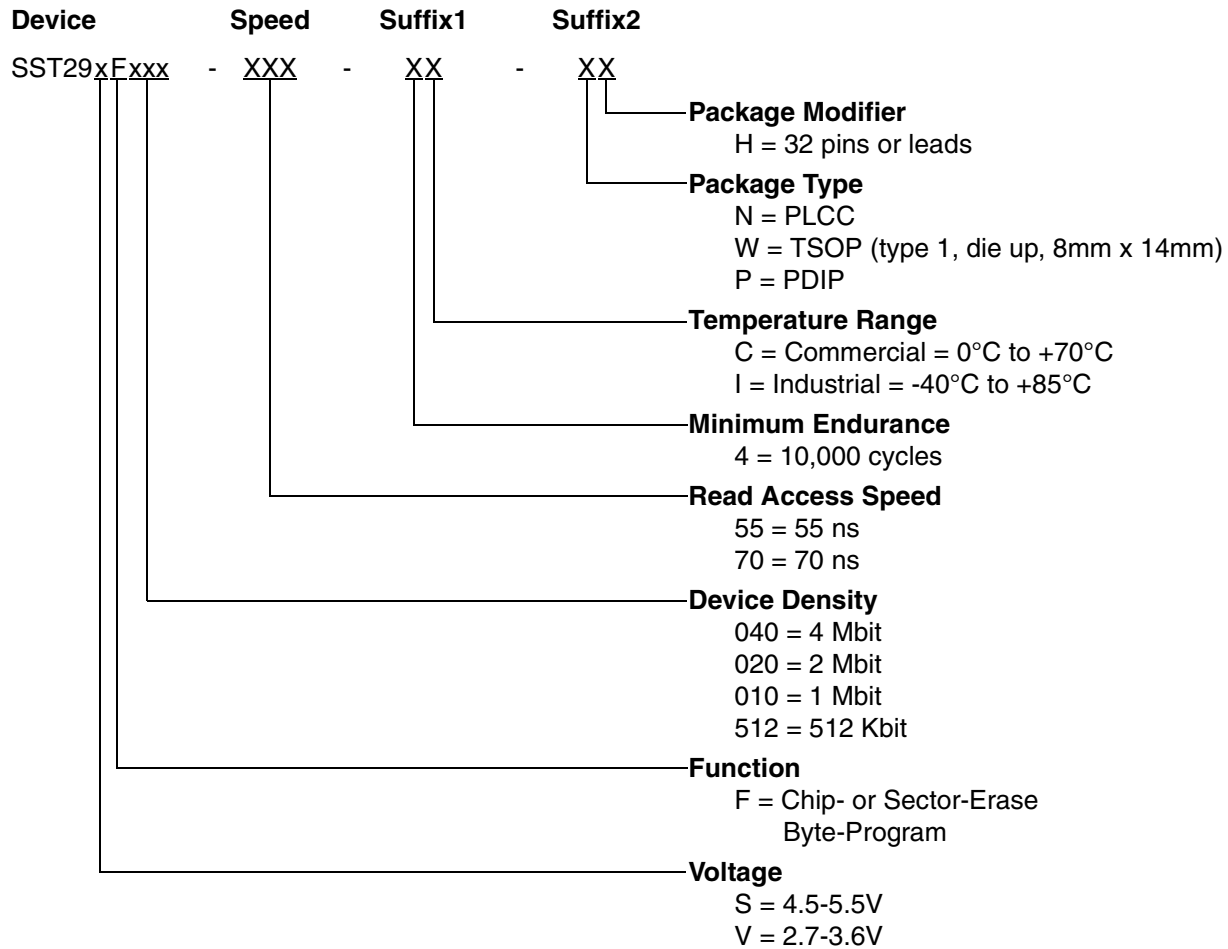 Device Speed Suffix1 Suffix2
SST29xFxxx - XXX - XX - XX
Package Modifier
H = 32 pins or leads
Package Type
N = PLCC
W = TSOP (type 1, die up, 8mm x 14mm)
P = PDIP
Temperature Range
C = Commercial = 0°C to +70°C
I = Industrial = -40°C to +85°C
Minimum Endurance
4 = 10,000 cycles
Read Access Speed
55 = 55 ns
70 = 70 ns
Device Density
040 = 4 Mbit
020 = 2 Mbit
010 = 1 Mbit
512 = 512 Kbit
Function
F = Chip- or Sector-Erase
Byte-Program
Voltage
S = 4.5-5.5V
V = 2.7-3.6V